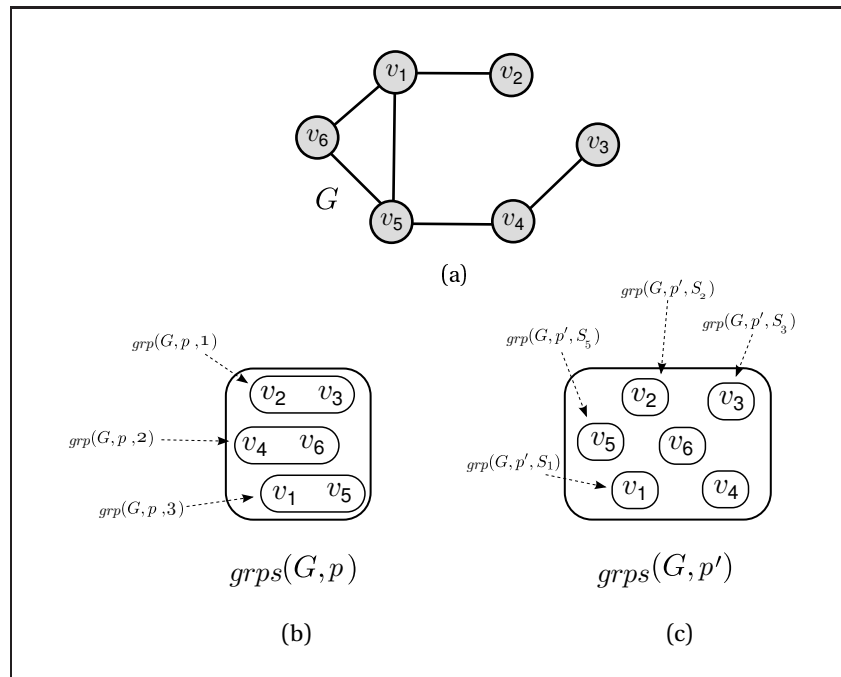 v₁ v₂
v₆ v₃
G
v₅ v₄
(a)
grp(G, p′, S₂)
grp(G, p′, S₃)
grp(G, p′, S₅)
grp(G, p ,1)
v₂ v₃
grp(G, p ,2)
v₄ v₆
grp(G, p ,3)
v₁ v₅
v₂ v₃
v₅ v₆
grp(G, p′, S₁)
v₁ v₄
grps(G, p )
grps(G, p′)
(b)
(c)